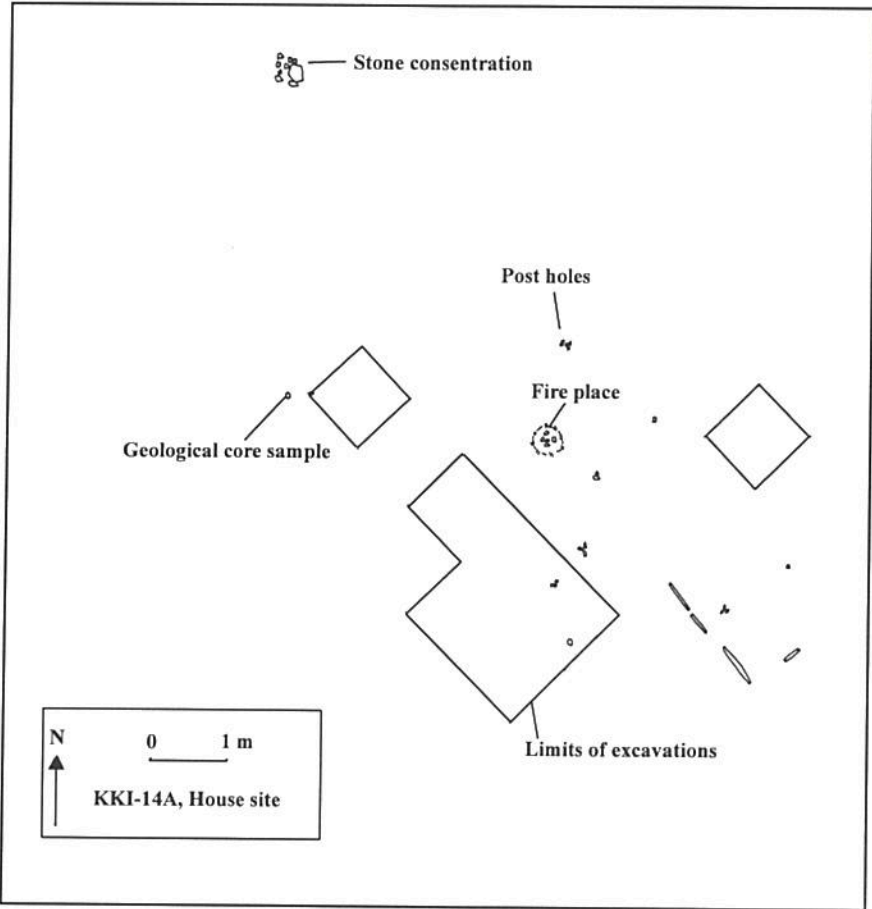 Stone consentration
Post holes
Fire place
Geological core sample
Limits of excavations
N
0 1 m
KKI-14A, House site